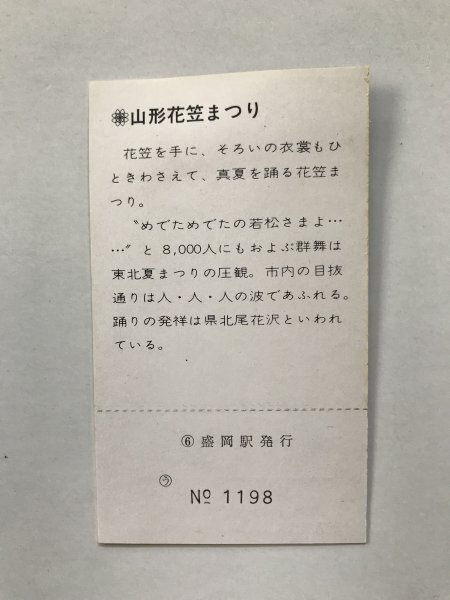 山形花笠まつり
花笠を手に、そろいの衣裳もひ
ときわさえて、真夏を踊る花笠ま
つり。
〝めでためでたの若松さまよ……
……〞と 8,000人にもおよぶ群舞は
東北夏まつりの圧観。市内の目抜
通りは人・人・人の波であふれる。
踊りの発祥は県北尾花沢といわれ
ている。
⑥ 盛岡駅発行
う
№ 1198